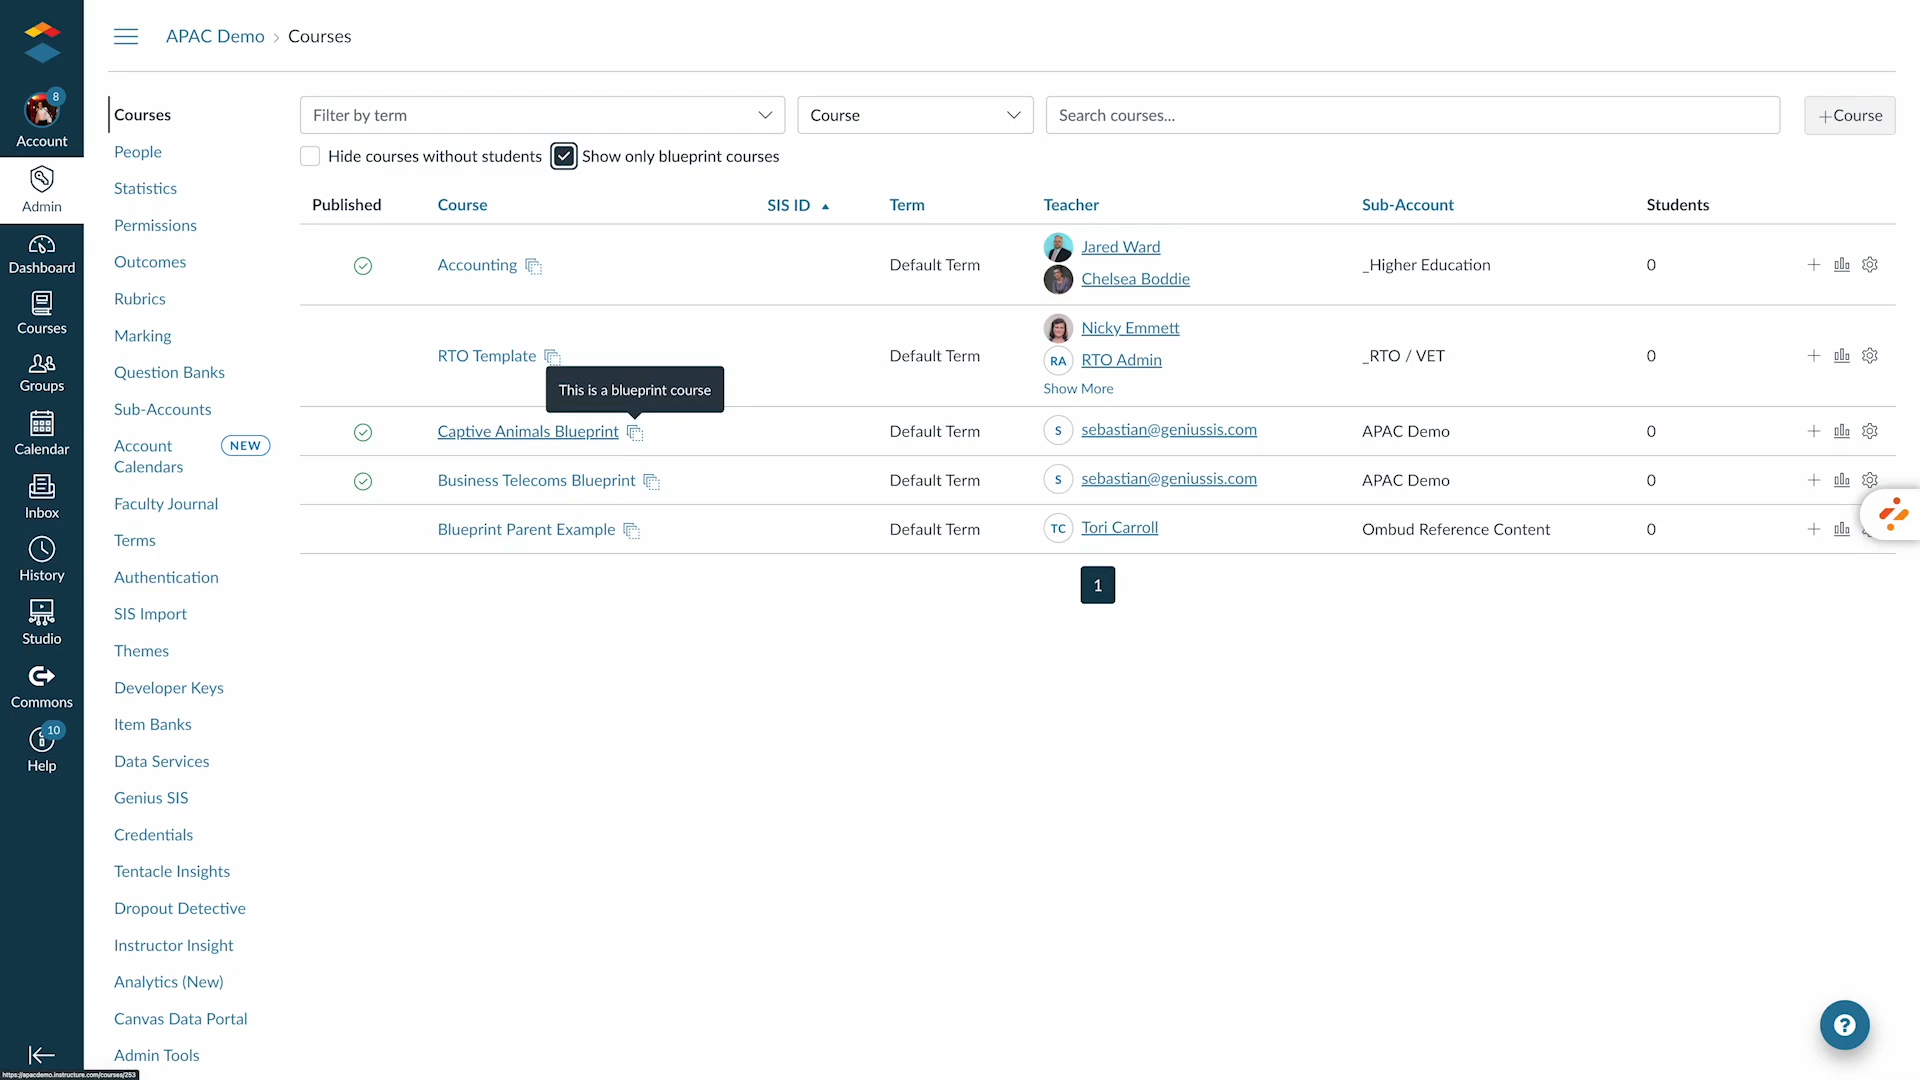 APAC Demo › Courses
8
Account
Admin
Dashboard
Courses
Groups
Calendar
Inbox
History
Studio
Commons
10
Help
Courses
People
Statistics
Permissions
Outcomes
Rubrics
Marking
Question Banks
Sub-Accounts
Account
Calendars
NEW
Faculty Journal
Terms
Authentication
SIS Import
Themes
Developer Keys
Item Banks
Data Services
Genius SIS
Credentials
Tentacle Insights
Dropout Detective
Instructor Insight
Analytics (New)
Canvas Data Portal
Admin Tools
Filter by term
Course
Search courses...
+Course
Hide courses without students
Show only blueprint courses
Published Course SIS ID Term Teacher Sub-Account Students
Accounting Default Term Jared Ward _Higher Education 0
Chelsea Boddie
RTO Template Default Term Nicky Emmett _RTO / VET 0
RA RTO Admin
Show More
This is a blueprint course
Captive Animals Blueprint Default Term S sebastian@geniussis.com APAC Demo 0
Business Telecoms Blueprint Default Term S sebastian@geniussis.com APAC Demo 0
Blueprint Parent Example Default Term TC Tori Carroll Ombud Reference Content 0
1
https://apacdemo.instructure.com/courses/253